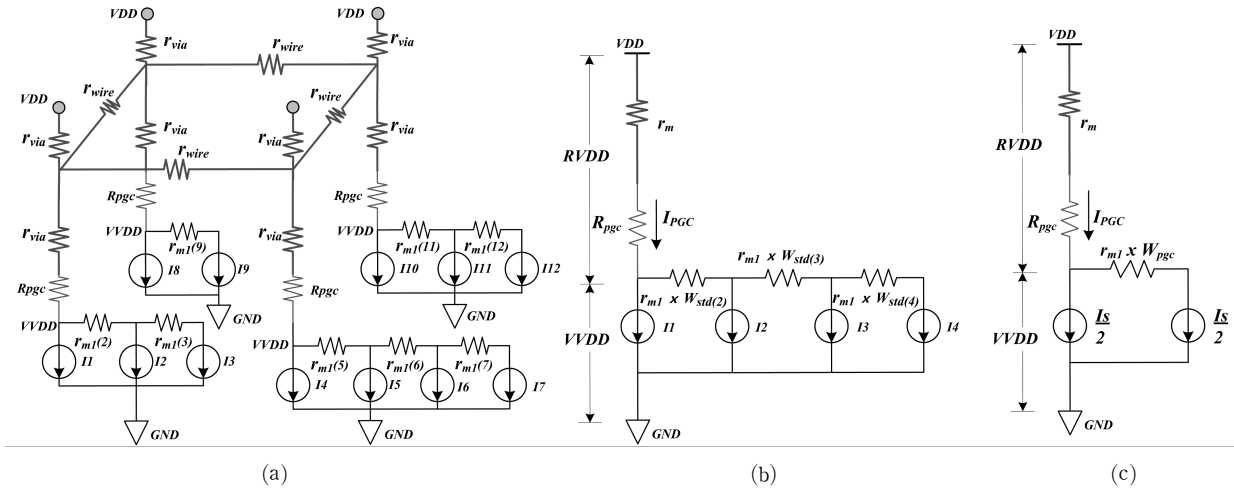 VDD
VDD
r_via
r_via
r_wire
VDD
r_wire
r_wire
r_via
r_via
r_via
r_via
r_wire
Rpgc
Rpgc
r_via
VVDD
r_m1(9)
I8
I9
GND
r_via
VVDD
r_m1(11)
r_m1(12)
I10
I11
I12
GND
Rpgc
Rpgc
VVDD
r_m1(2)
r_m1(3)
I1
I2
I3
GND
VVDD
r_m1(5)
r_m1(6)
r_m1(7)
I4
I5
I6
I7
GND
(a)
VDD
r_m
RVDD
R_pgc
I_PGC
r_m1 × W_std(3)
r_m1 × W_std(2)
r_m1 × W_std(4)
VVDD
I1
I2
I3
I4
GND
(b)
VDD
r_m
RVDD
R_pgc
I_PGC
r_m1 × W_pgc
VVDD
Is
2
Is
2
GND
(c)